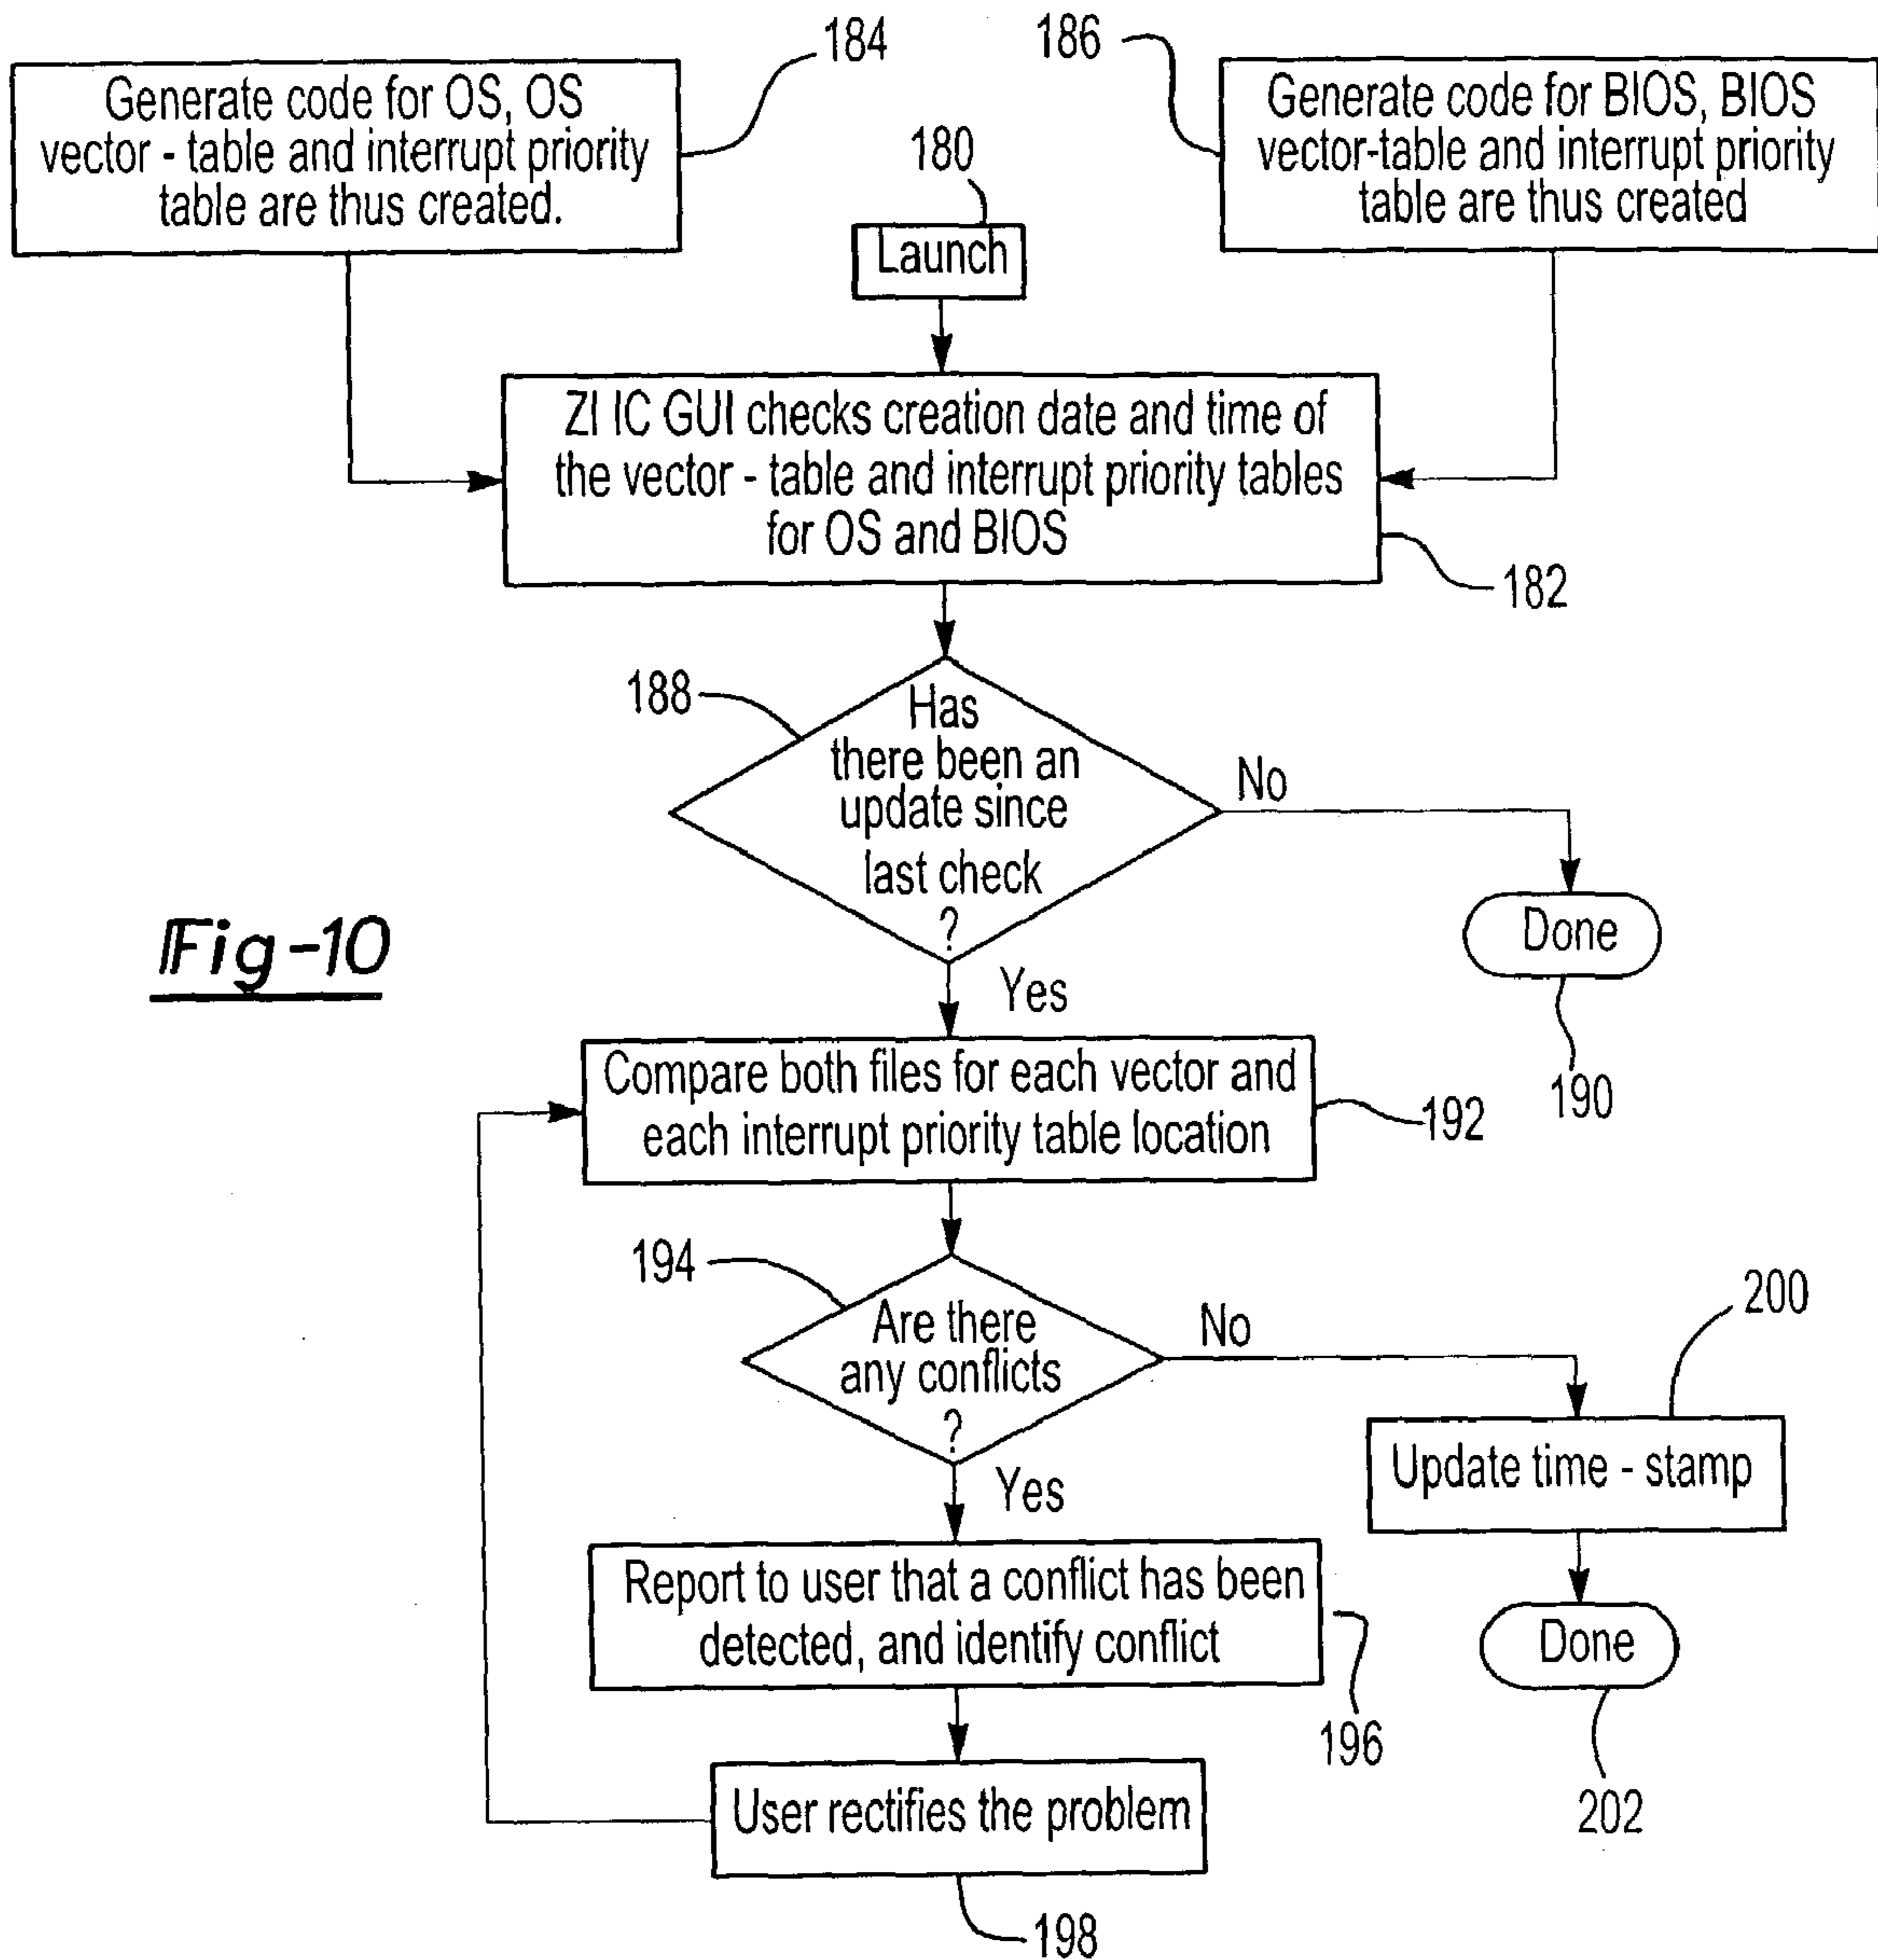 184
Generate code for OS, OS
vector - table and interrupt priority
table are thus created.
186
Generate code for BIOS, BIOS
vector-table and interrupt priority
table are thus created
180
Launch
ZI IC GUI checks creation date and time of
the vector - table and interrupt priority tables
for OS and BIOS
182
188
Has
there been an
update since
last check
?
No
Done
190
Yes
Fig-10
Compare both files for each vector and
each interrupt priority table location
192
194
Are there
any conflicts
?
No
200
Update time - stamp
Yes
Report to user that a conflict has been
detected, and identify conflict
196
Done
202
User rectifies the problem
198